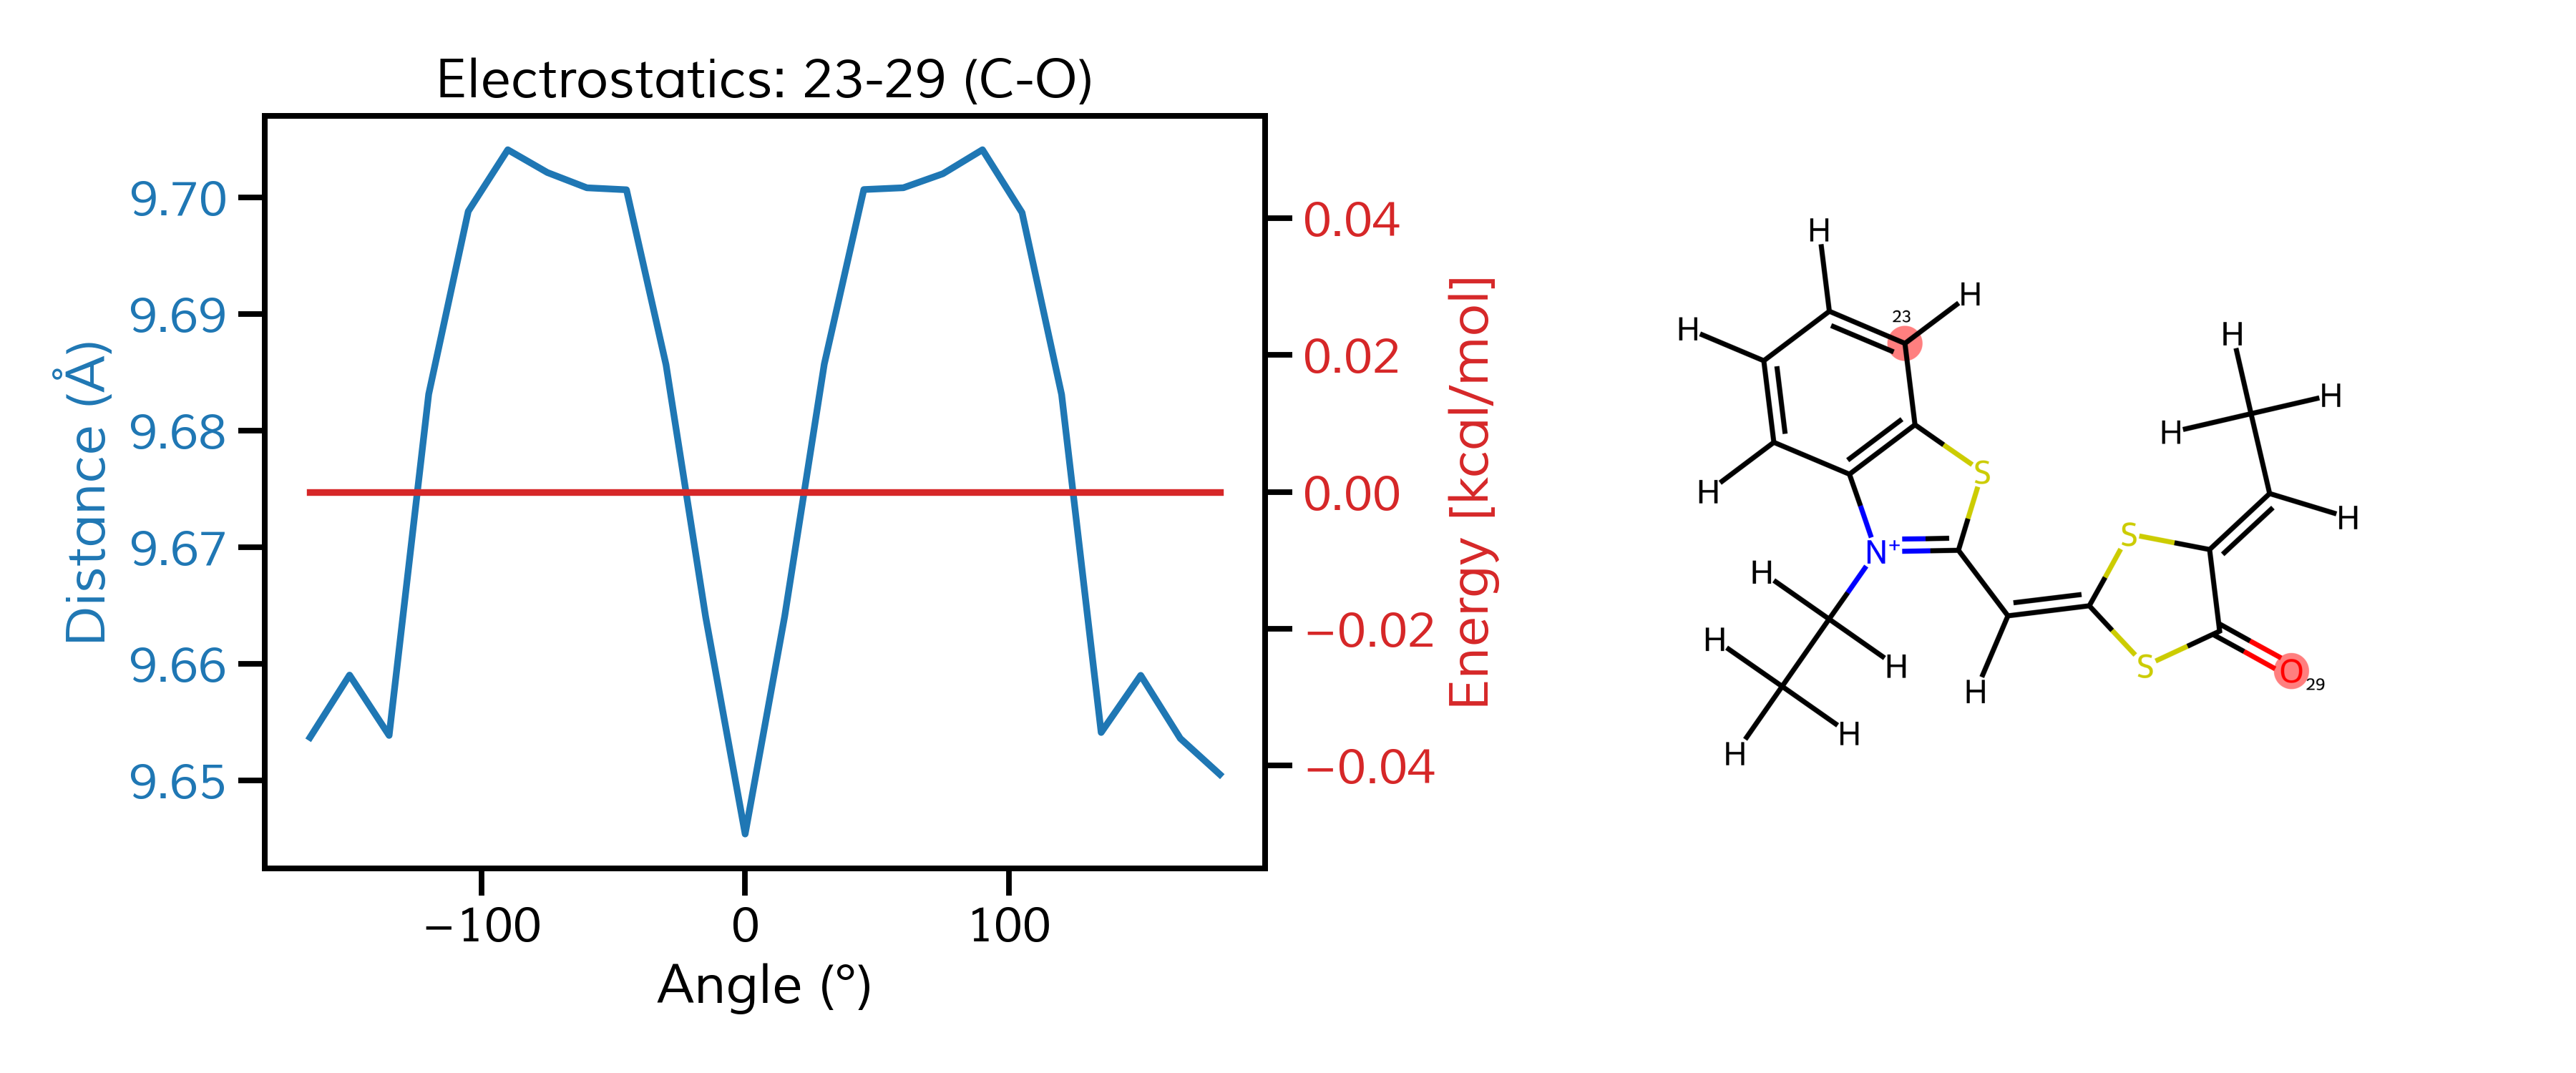 Electrostatics: 23-29 (C-O)
Distance (Å)
9.70
9.69
9.68
9.67
9.66
9.65
−100
0
100
Angle (°)
0.04
0.02
0.00
−0.02
−0.04
Energy [kcal/mol]
H
23
H
H
H
H
H
H
S
H
H
S
N+
H
H
H
S
O
29
H
H
H